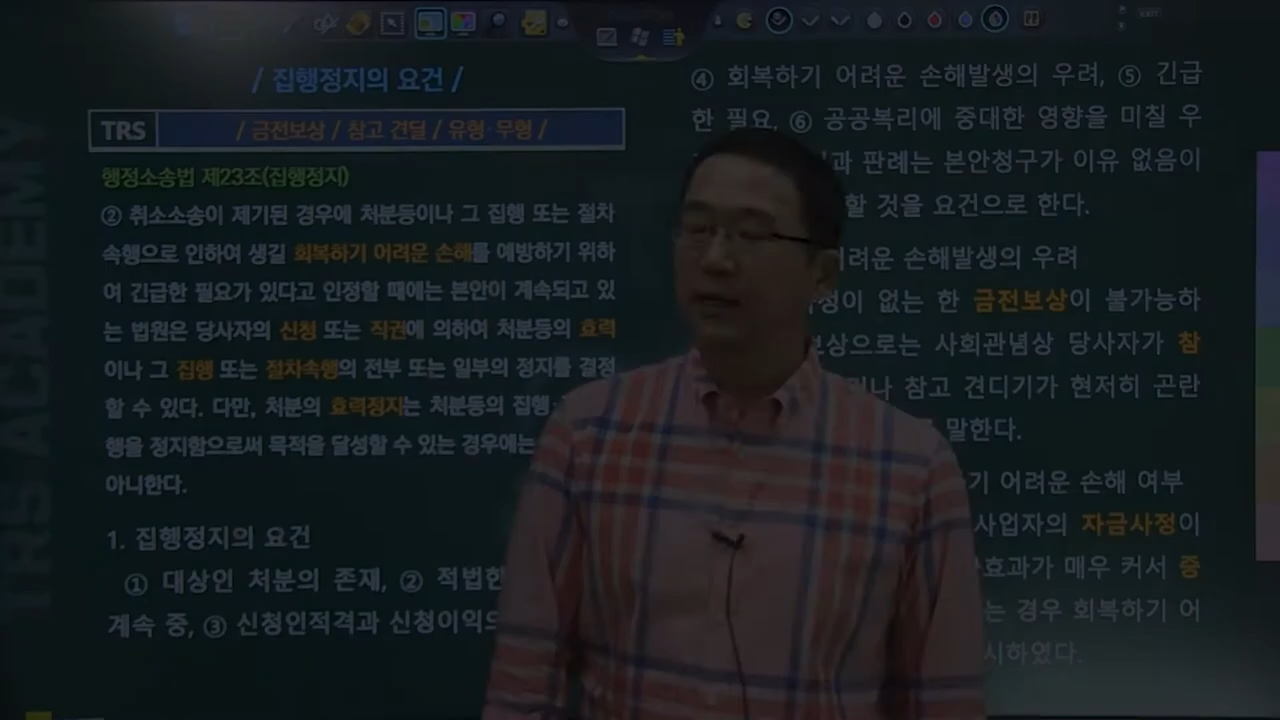 EXIT
TRS ACADEMY
/ 집행정지의 요건 /
TRS / 금전보상 / 참고 견딜 / 유형·무형 /
행정소송법 제23조(집행정지)
② 취소소송이 제기된 경우에 처분등이나 그 집행 또는 절차
속행으로 인하여 생길 회복하기 어려운 손해를 예방하기 위하
여 긴급한 필요가 있다고 인정할 때에는 본안이 계속되고 있
는 법원은 당사자의 신청 또는 직권에 의하여 처분등의 효력
이나 그 집행 또는 절차속행의 전부 또는 일부의 정지를 결정
할 수 있다. 다만, 처분의 효력정지는 처분등의 집행
행을 정지함으로써 목적을 달성할 수 있는 경우에는
아니한다.
1. 집행정지의 요건
① 대상인 처분의 존재, ② 적법한
계속 중, ③ 신청인적격과
④ 회복하기 어려운 손해발생의 우려, ⑤ 긴급
한 필요, ⑥ 공공복리에 중대한 영향을 미칠 우
과 판례는 본안청구가 이유 없음이
할 것을 요건으로 한다.
려운 손해발생의 우려
없는 한 금전보상이 불가능하
상으로는 사회관념상 당사자가 참
나 참고 견디기가 현저히 곤란
말한다.
기 어려운 손해 여부
사업자의 자금사정이
효과가 매우 커서 중
는 경우 회복하기 어
시하였다.